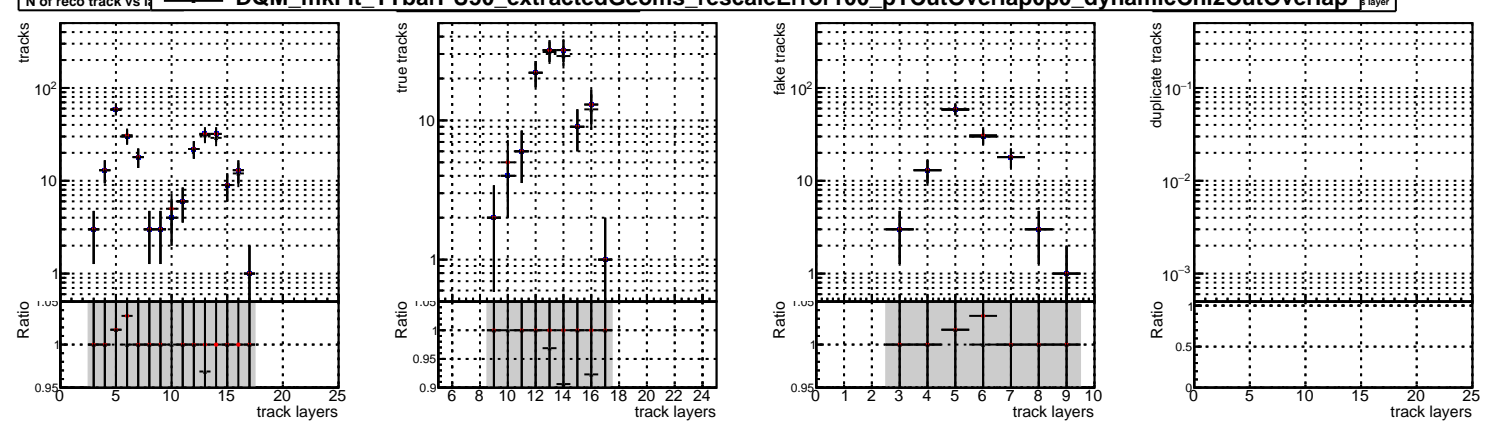 N of reco track vs
DQM_mkFit_TTbarPU50_extractedGeoms_rescaleError100_pTCutOverlap0p0_dynamicChi2CutOverlap
s layer
tracks
10²
10
1
Ratio
1.05
1
0.95
0 5 10 15 20 25
track layers
true tracks
10
1
Ratio
1.05
1
0.95
0.9
6 8 10 12 14 16 18 20 22 24
track layers
fake tracks
10²
10
1
Ratio
1.05
1
0.95
0 1 2 3 4 5 6 7 8 9 10
track layers
duplicate tracks
10⁻¹
10⁻²
10⁻³
Ratio
1
0.5
0
0 5 10 15 20 25
track layers